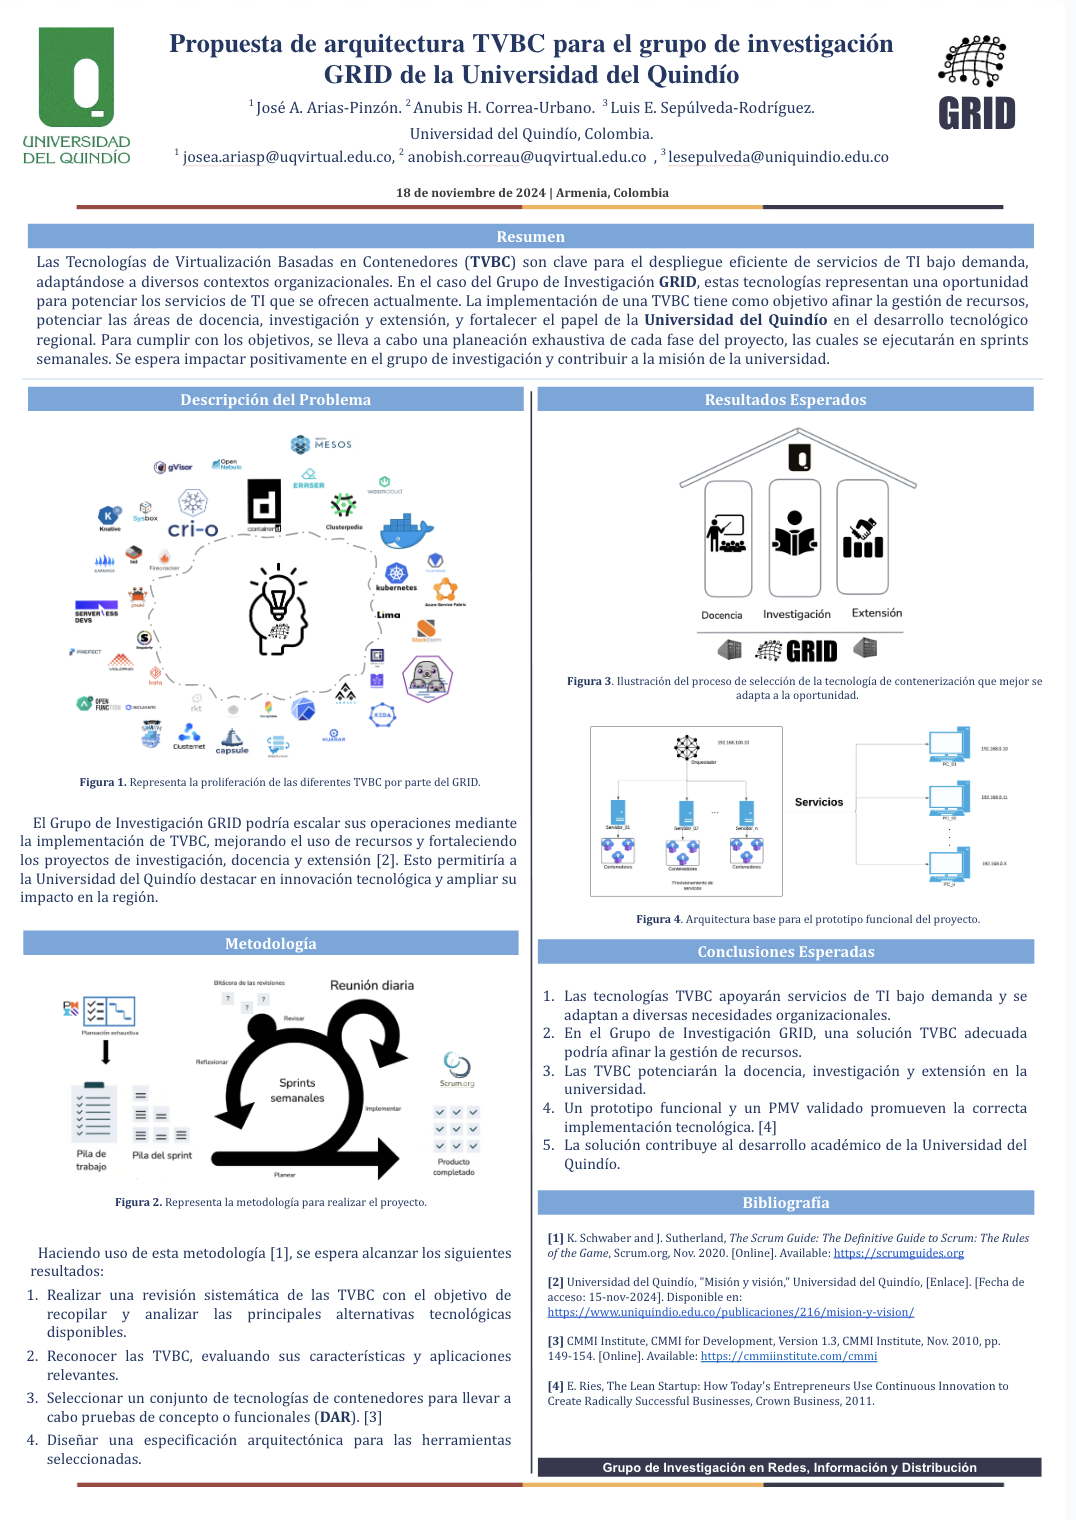 UNIVERSIDAD
DEL QUINDÍO
Propuesta de arquitectura TVBC para el grupo de investigación
GRID de la Universidad del Quindío
1 José A. Arias-Pinzón. 2 Anubis H. Correa-Urbano. 3 Luis E. Sepúlveda-Rodríguez.
Universidad del Quindío, Colombia.
1 josea.ariasp@uqvirtual.edu.co, 2 anobish.correau@uqvirtual.edu.co , 3 lesepulveda@uniquindio.edu.co
GRID
18 de noviembre de 2024 | Armenia, Colombia
Resumen
Las Tecnologías de Virtualización Basadas en Contenedores (TVBC) son clave para el despliegue eficiente de servicios de TI bajo demanda,
adaptándose a diversos contextos organizacionales. En el caso del Grupo de Investigación GRID, estas tecnologías representan una oportunidad
para potenciar los servicios de TI que se ofrecen actualmente. La implementación de una TVBC tiene como objetivo afinar la gestión de recursos,
potenciar las áreas de docencia, investigación y extensión, y fortalecer el papel de la Universidad del Quindío en el desarrollo tecnológico
regional. Para cumplir con los objetivos, se lleva a cabo una planeación exhaustiva de cada fase del proyecto, las cuales se ejecutarán en sprints
semanales. Se espera impactar positivamente en el grupo de investigación y contribuir a la misión de la universidad.
Descripción del Problema
MESOS
gVisor
Open
Nebula
ERASER
wasmcloud
Knative
Sysbox
cri-o
container d
Clusterpedia
KARMADA
lxd
Firecracker
kubernetes
Azure Service Fabric
youki
SERVERLESS
DEVS
Lima
Singularity
SlackStorm
PREFECT
VOLCANO
kata
OPEN
FUNCTION
INCLAVARE
rkt
KEDA
Clusternet
capsule
Figura 1. Representa la proliferación de las diferentes TVBC por parte del GRID.
El Grupo de Investigación GRID podría escalar sus operaciones mediante
la implementación de TVBC, mejorando el uso de recursos y fortaleciendo
los proyectos de investigación, docencia y extensión [2]. Esto permitiría a
la Universidad del Quindío destacar en innovación tecnológica y ampliar su
impacto en la región.
Metodología
Bitácora de las revisiones
? ? ?
Reunión diaria
Revisar
Planeación exhaustiva
Reflexionar
Scrum.org
Sprints
semanales
Implementar
Pila de
trabajo
Pila del sprint
Producto
completado
Planear
Figura 2. Representa la metodología para realizar el proyecto.
Haciendo uso de esta metodología [1], se espera alcanzar los siguientes
resultados:
1. Realizar una revisión sistemática de las TVBC con el objetivo de
recopilar y analizar las principales alternativas tecnológicas
disponibles.
2. Reconocer las TVBC, evaluando sus características y aplicaciones
relevantes.
3. Seleccionar un conjunto de tecnologías de contenedores para llevar a
cabo pruebas de concepto o funcionales (DAR). [3]
4. Diseñar una especificación arquitectónica para las herramientas
seleccionadas.
Resultados Esperados
Docencia
Investigación
Extensión
GRID
Figura 3. Ilustración del proceso de selección de la tecnología de contenerización que mejor se
adapta a la oportunidad.
192.168.100.10
Orquestador
Servidor_01
Servidor_02
...
Servidor_n
Contenedores
Contenedores
Contenedores
Provisionamiento de
servicios
Servicios
192.168.0.10
PC_01
192.168.0.11
PC_02
192.168.0.X
PC_n
Figura 4. Arquitectura base para el prototipo funcional del proyecto.
Conclusiones Esperadas
1. Las tecnologías TVBC apoyarán servicios de TI bajo demanda y se
adaptan a diversas necesidades organizacionales.
2. En el Grupo de Investigación GRID, una solución TVBC adecuada
podría afinar la gestión de recursos.
3. Las TVBC potenciarán la docencia, investigación y extensión en la
universidad.
4. Un prototipo funcional y un PMV validado promueven la correcta
implementación tecnológica. [4]
5. La solución contribuye al desarrollo académico de la Universidad del
Quindío.
Bibliografía
[1] K. Schwaber and J. Sutherland, The Scrum Guide: The Definitive Guide to Scrum: The Rules
of the Game, Scrum.org, Nov. 2020. [Online]. Available: https://scrumguides.org
[2] Universidad del Quindío, "Misión y visión," Universidad del Quindío, [Enlace]. [Fecha de
acceso: 15-nov-2024]. Disponible en:
https://www.uniquindio.edu.co/publicaciones/216/mision-y-vision/
[3] CMMI Institute, CMMI for Development, Version 1.3, CMMI Institute, Nov. 2010, pp.
149-154. [Online]. Available: https://cmmiinstitute.com/cmmi
[4] E. Ries, The Lean Startup: How Today's Entrepreneurs Use Continuous Innovation to
Create Radically Successful Businesses, Crown Business, 2011.
Grupo de Investigación en Redes, Información y Distribución